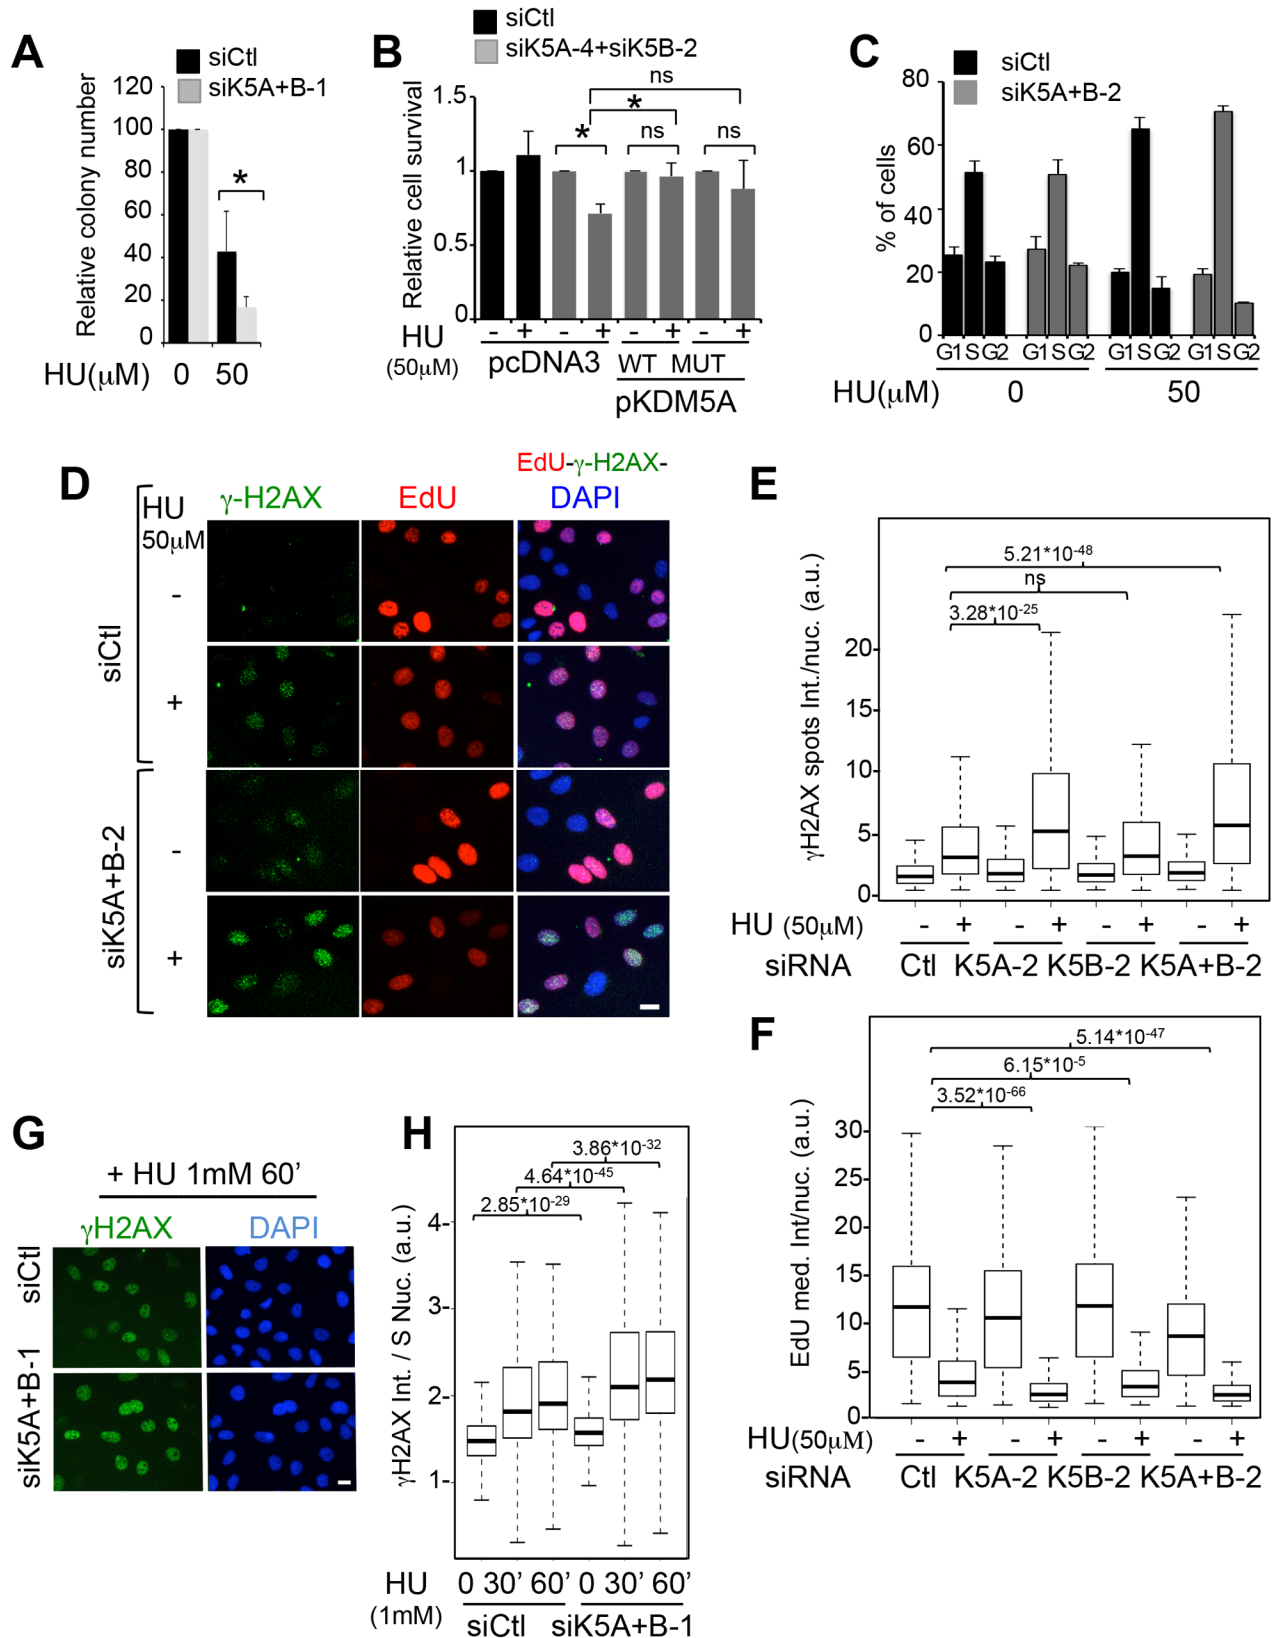 A
siCtl
siK5A+B-1
Relative colony number
120
100
80
60
40
20
0
*
HU(μM) 0 50
B
siCtl
siK5A-4+siK5B-2
Relative cell survival
1.5
1
0.5
0
ns
*
* ns ns
HU - + - + - + - +
(50μM)
pcDNA3 WT MUT
pKDM5A
C
siCtl
siK5A+B-2
% of cells
80
60
40
20
0
G1 S G2 G1 S G2 G1 S G2 G1 S G2
HU(μM) 0 50
D
EdU-γ-H2AX-
γ-H2AX EdU DAPI
HU
50μM
siCtl
-
+
siK5A+B-2
-
+
E
γH2AX spots Int./nuc. (a.u.)
5.21*10-48
ns
3.28*10-25
20
15
10
5
0
HU (50μM) - + - + - + - +
siRNA Ctl K5A-2 K5B-2 K5A+B-2
F
EdU med. Int/nuc. (a.u.)
5.14*10-47
6.15*10-5
3.52*10-66
30
25
20
15
10
5
0
HU(50μM) - + - + - + - +
siRNA Ctl K5A-2 K5B-2 K5A+B-2
G
+ HU 1mM 60’
γH2AX DAPI
siCtl
siK5A+B-1
H
γH2AX Int. / S Nuc. (a.u.)
3.86*10-32
4.64*10-45
2.85*10-29
4
3
2
1
HU 0 30’ 60’ 0 30’ 60’
(1mM)
siCtl siK5A+B-1